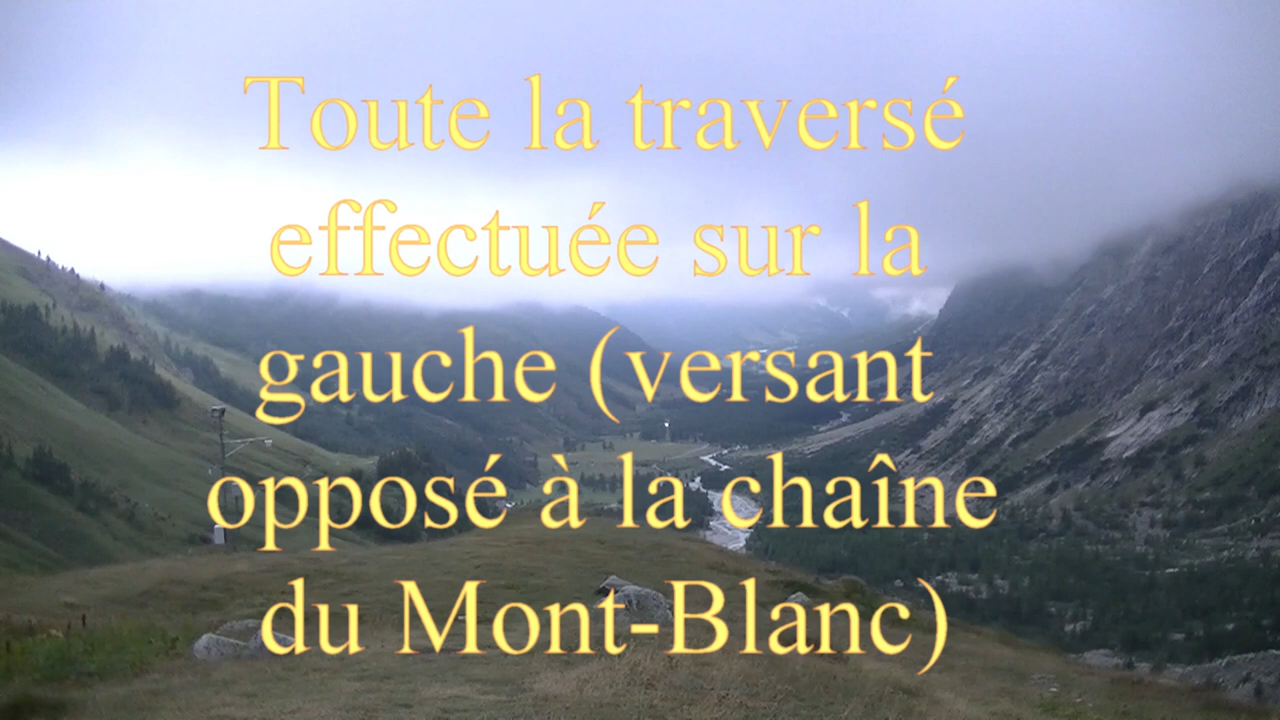 Toute la traversé
effectuée sur la
gauche (versant
opposé à la chaîne
du Mont-Blanc)